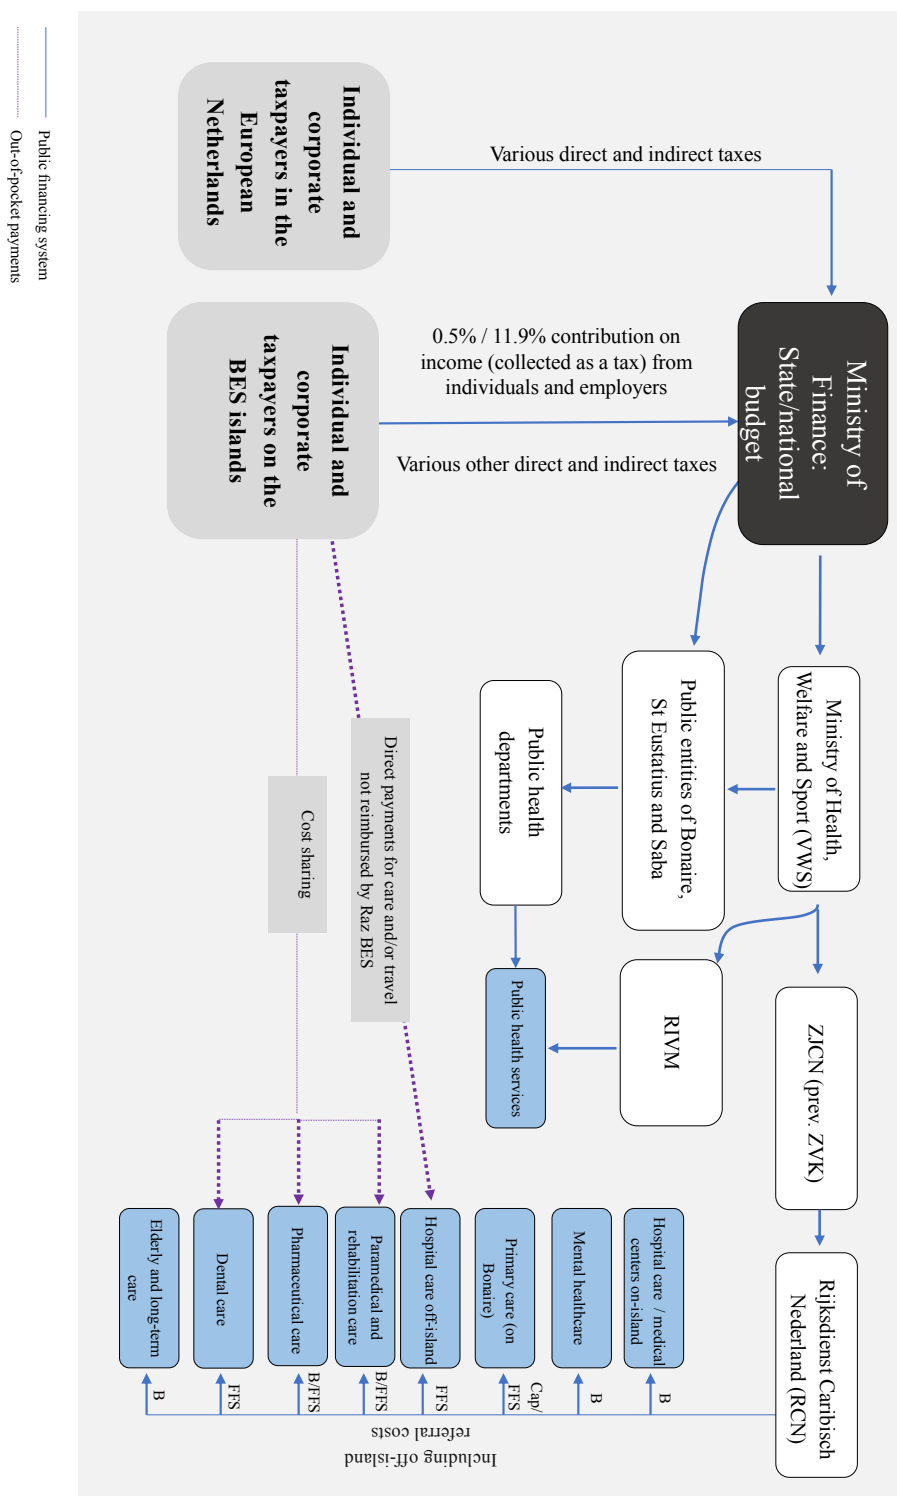 Individual and
corporate
taxpayers in the
European
Netherlands
Various direct and indirect taxes
Individual and
corporate
taxpayers on the
BES islands
0.5% / 11.9% contribution on
income (collected as a tax) from
individuals and employers
Various other direct and indirect taxes
Ministry of
Finance:
State/national
budget
Ministry of Health,
Welfare and Sport (VWS)
Public entities of Bonaire,
St Eustatius and Saba
Public health
departments
ZJCN (prev. ZVK)
RIVM
Public health services
Rijksdienst Caribisch
Nederland (RCN)
Direct payments for care and/or travel
not reimbursed by Raz BES
Cost sharing
Hospital care / medical
centers on-island
Mental healthcare
Primary care (on
Bonaire)
Hospital care off-island
Paramedical and
rehabilitation care
Pharmaceutical care
Dental care
Elderly and long-term
care
B
B
Cap/
FFS
FFS
B/FFS
B/FFS
FFS
B
Including off-island
referral costs
Public financing system
Out-of-pocket payments